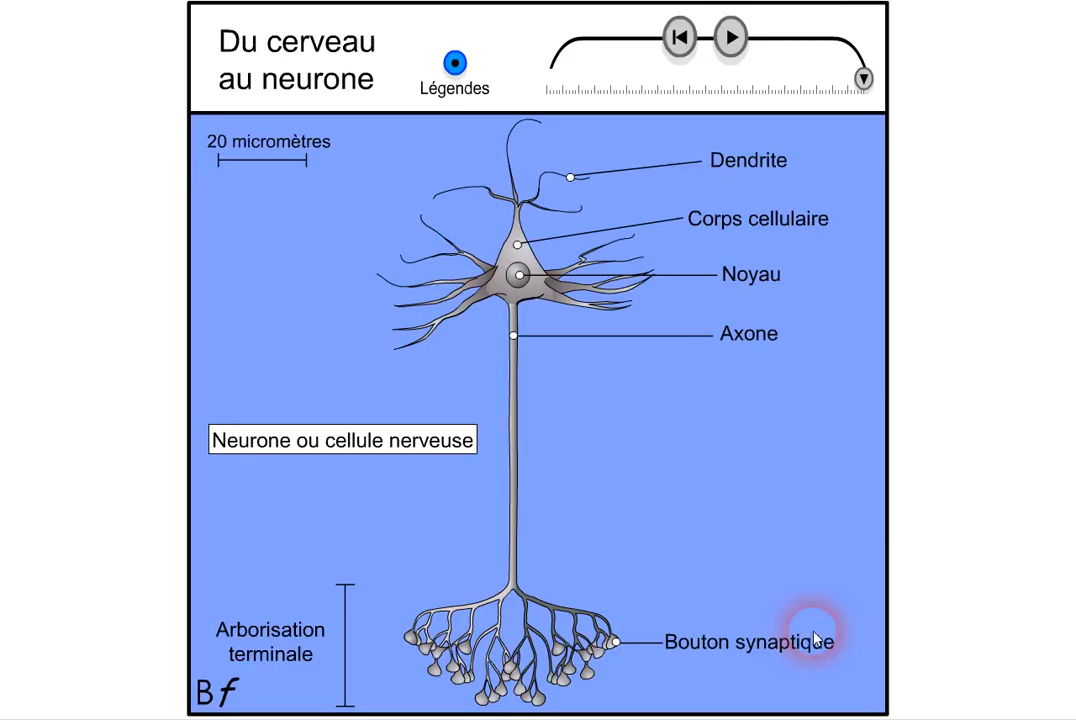 Du cerveau
au neurone
Légendes
20 micromètres
Dendrite
Corps cellulaire
Noyau
Axone
Neurone ou cellule nerveuse
Arborisation
terminale
Bouton synaptique
Bf